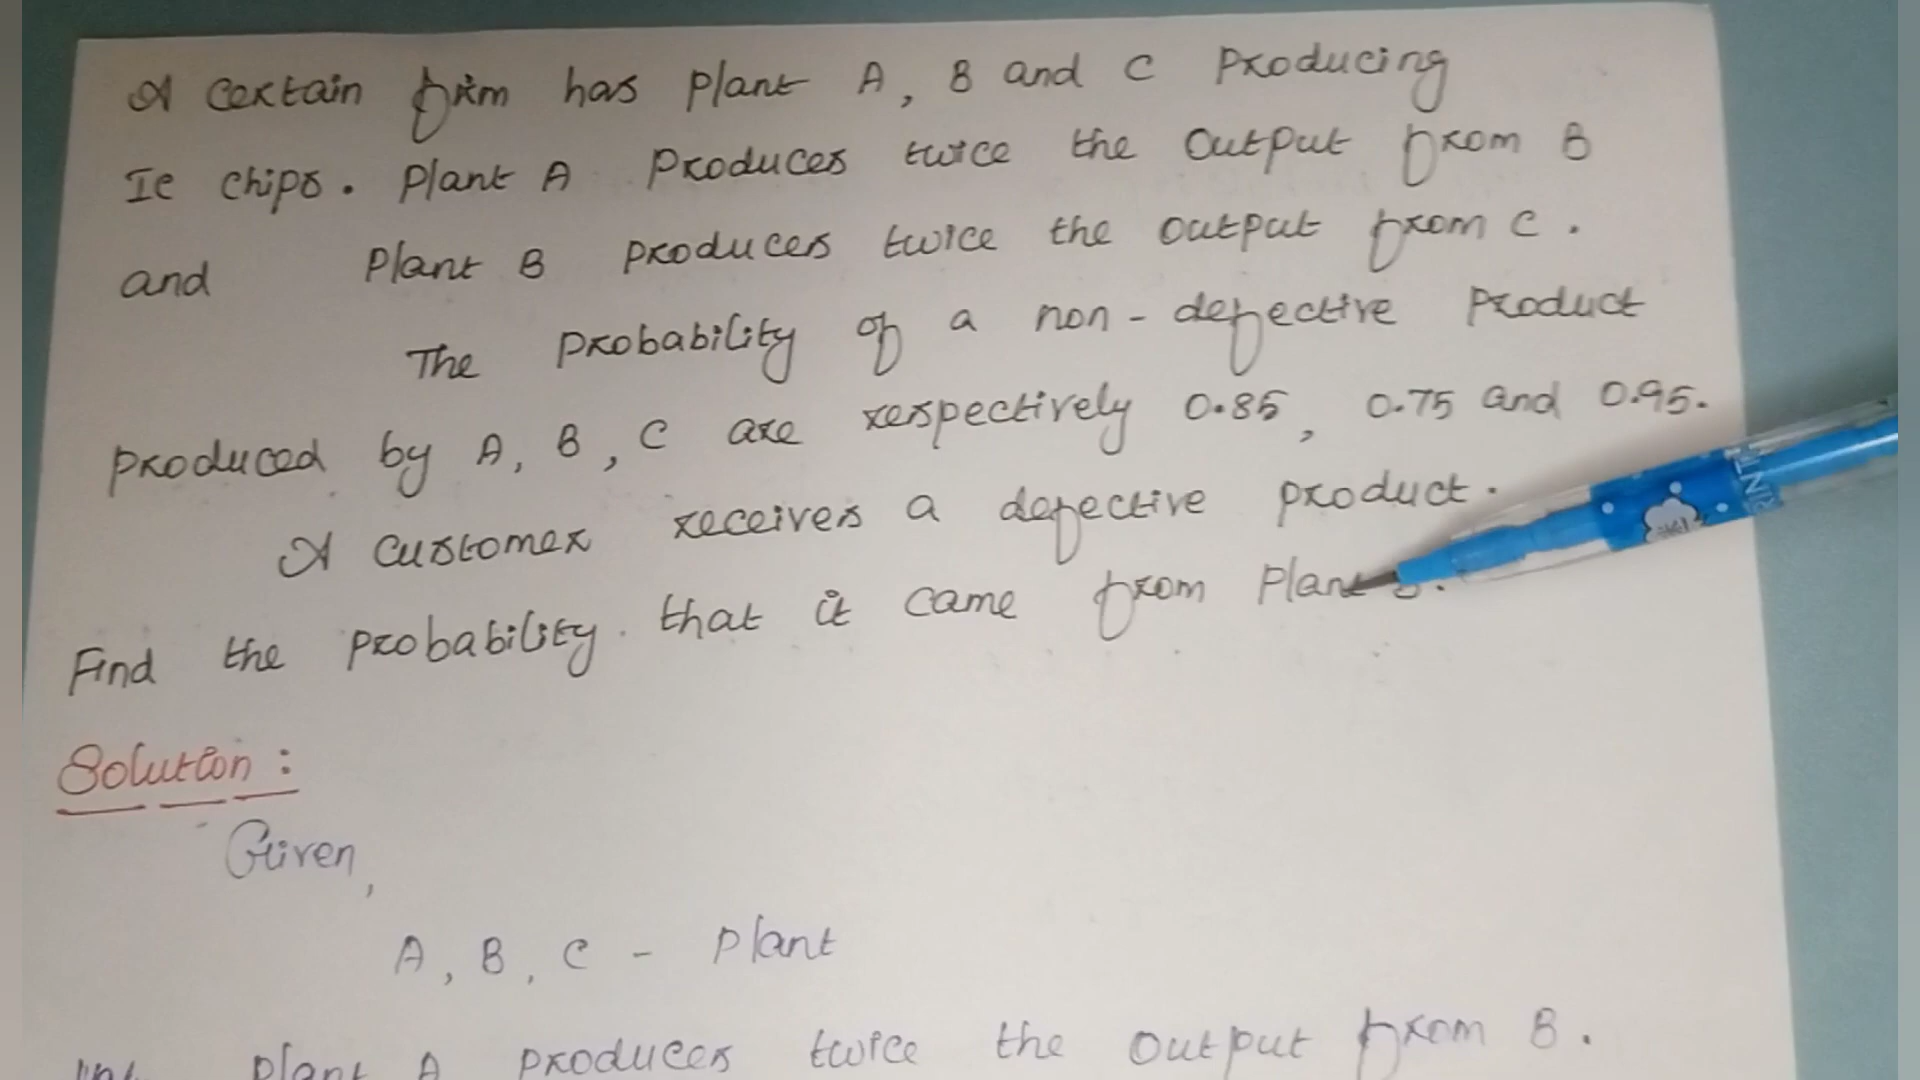 A certain firm has plant A, B and C producing
Ic chips. Plant A produces twice the output from B
and Plant B produces twice the output from C.
The probability of a non-defective product
produced by A, B, C are respectively 0.85, 0.75 and 0.95.
A customer receives a defective product.
Find the probability that it came from Plant
Solution:
Given,
A, B, C - Plant
Plant A produces twice the output from B.